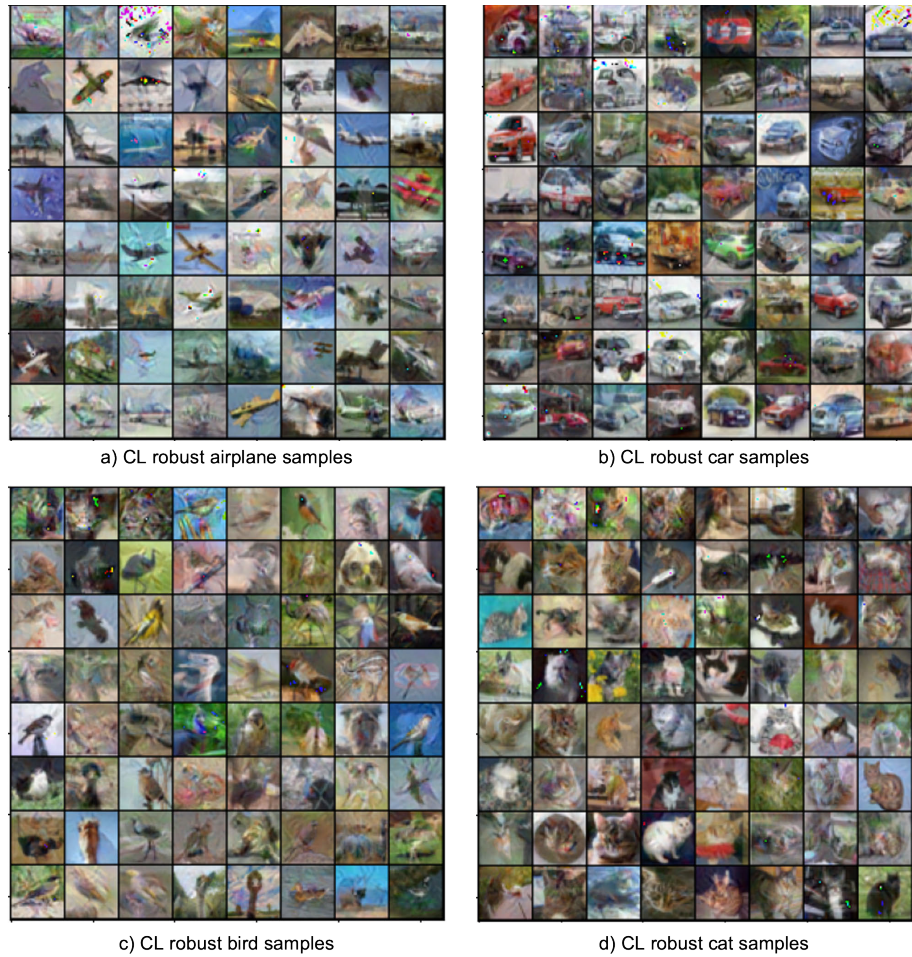 a) CL robust airplane samples
b) CL robust car samples
c) CL robust bird samples
d) CL robust cat samples